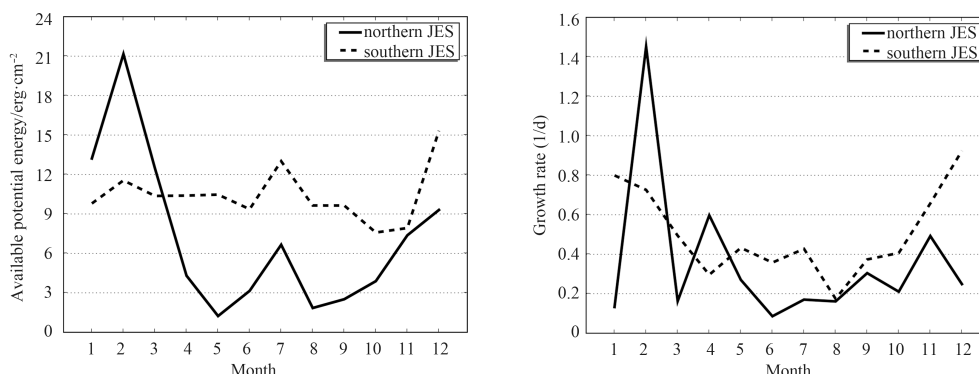 24
21
18
15
12
9
6
3
0
Available potential energy/erg·cm⁻²
northern JES
southern JES
1 2 3 4 5 6 7 8 9 10 11 12
Month
1.6
1.4
1.2
1.0
0.8
0.6
0.4
0.2
0
Growth rate (1/d)
northern JES
southern JES
1 2 3 4 5 6 7 8 9 10 11 12
Month